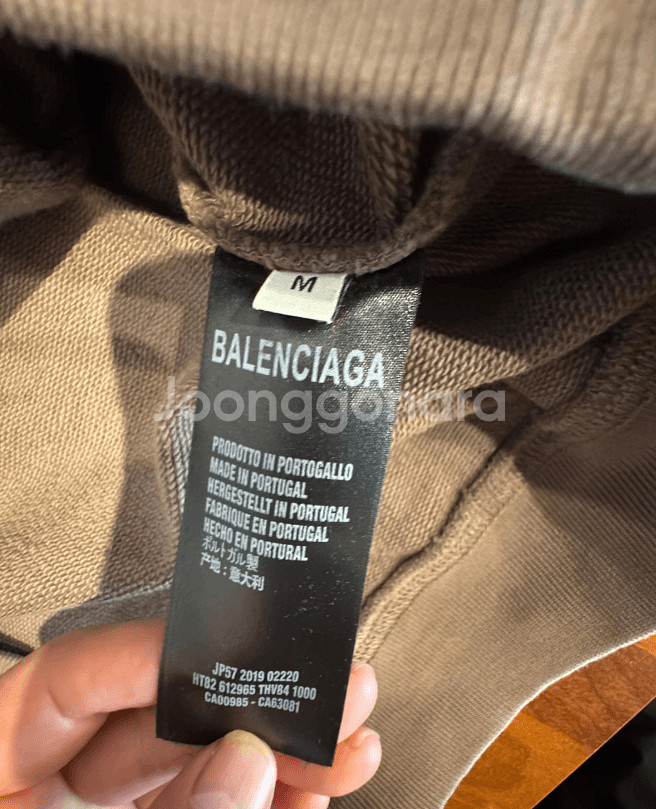 M
BALENCIAGA
Joonggonara
PRODOTTO IN PORTOGALLO
MADE IN PORTUGAL
HERGESTELLT IN PORTUGAL
FABRIQUE EN PORTUGAL
HECHO EN PORTURAL
ポルトガル製
产地：意大利
JP57 2019 02220
HT82 612965 THV84 1000
CA00985 - CA63081